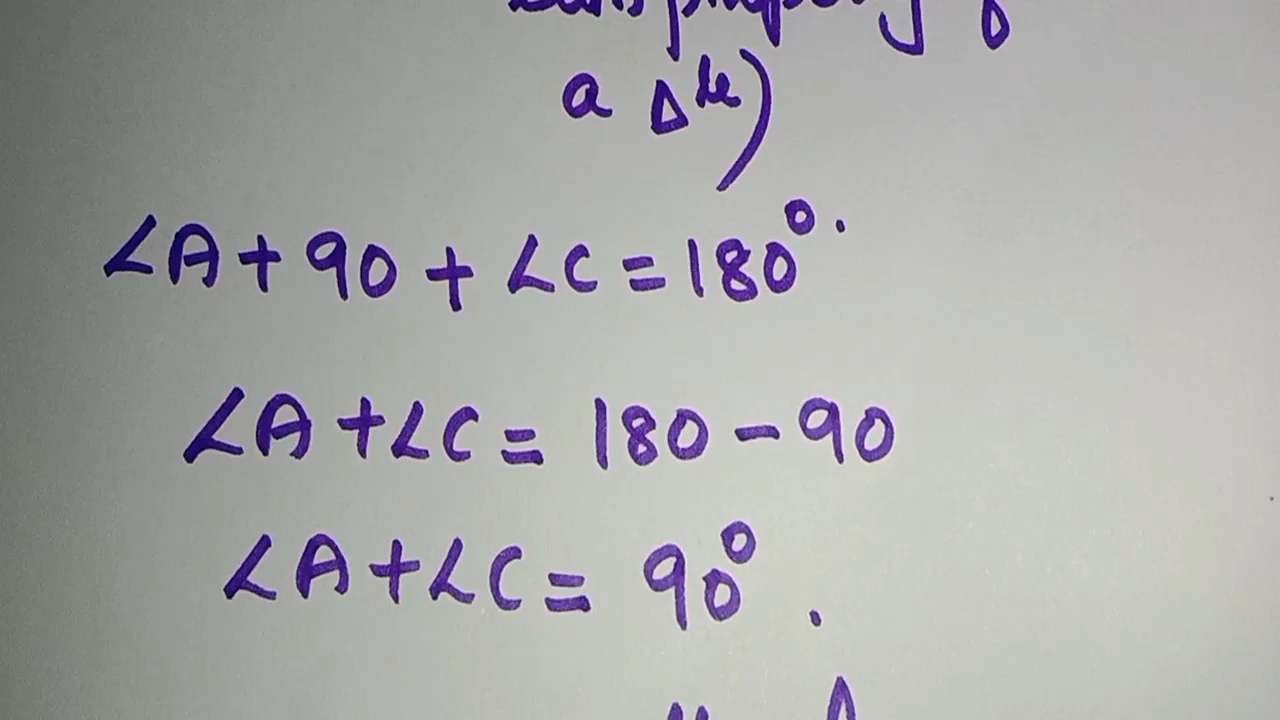 a Δle)
∠A + 90 + ∠C = 180°.
∠A + ∠C = 180 - 90
∠A + ∠C = 90°.